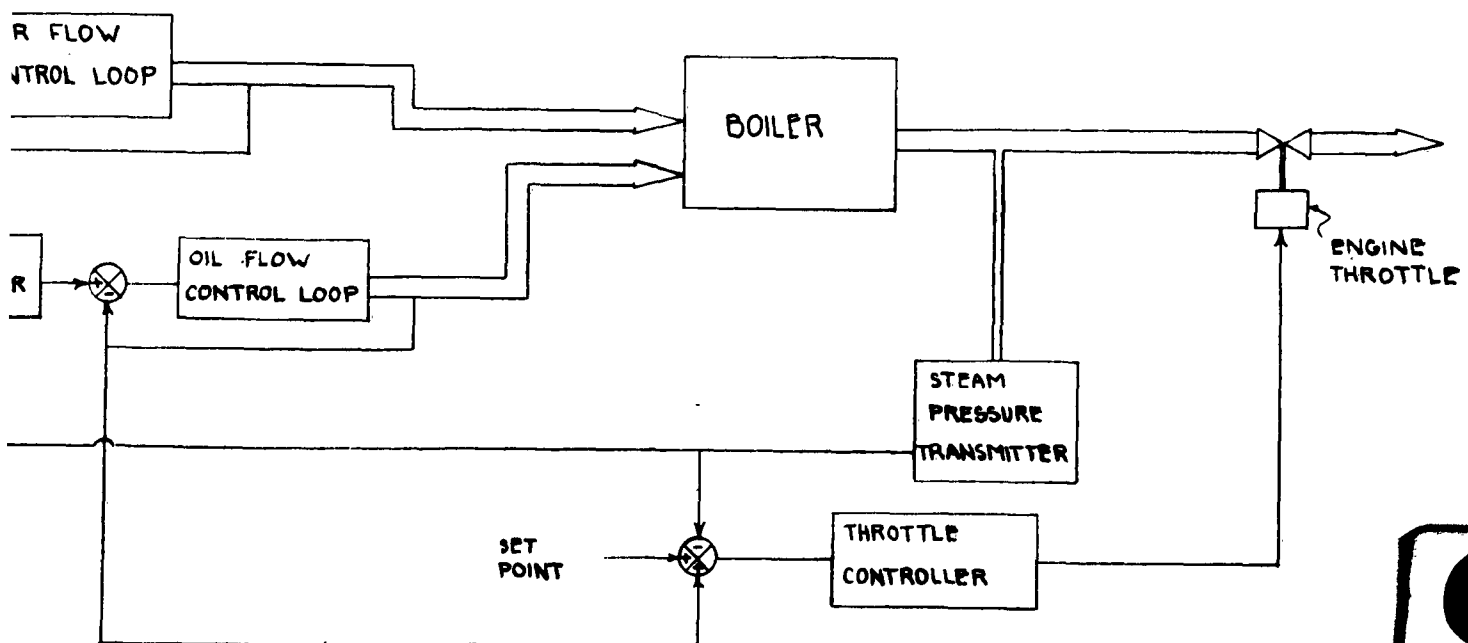 R FLOW
NTROL LOOP
BOILER
OIL FLOW
CONTROL LOOP
R
ENGINE
THROTTLE
STEAM
PRESSURE
TRANSMITTER
SET
POINT
THROTTLE
CONTROLLER